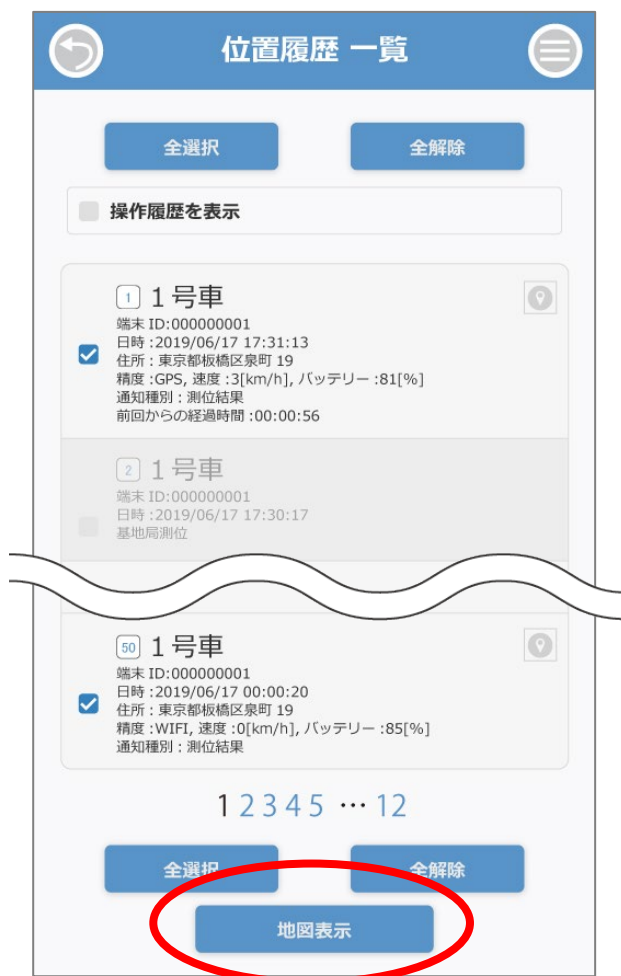 位置履歴 一覧
全選択 全解除
操作履歴を表示
1 1号車
端末 ID:000000001
日時 :2019/06/17 17:31:13
住所 : 東京都板橋区泉町 19
精度 :GPS, 速度 :3[km/h], バッテリー :81[%]
通知種別 : 測位結果
前回からの経過時間 :00:00:56
2 1号車
端末 ID:000000001
日時 :2019/06/17 17:30:17
基地局測位
50 1号車
端末 ID:000000001
日時 :2019/06/17 00:00:20
住所 : 東京都板橋区泉町 19
精度 :WIFI, 速度 :0[km/h], バッテリー :85[%]
通知種別 : 測位結果
1 2 3 4 5 … 12
全選択 全解除
地図表示